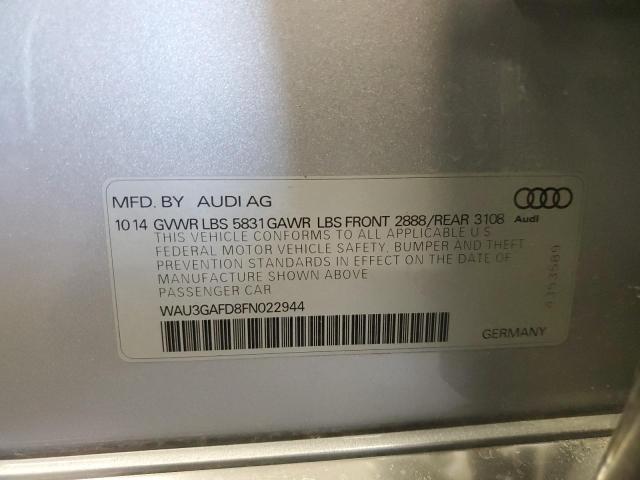 MFD. BY AUDI AG
Audi
10 14 GVWR LBS 5831 GAWR LBS FRONT 2888/REAR 3108
THIS VEHICLE CONFORMS TO ALL APPLICABLE U.S.
FEDERAL MOTOR VEHICLE SAFETY, BUMPER AND THEFT
PREVENTION STANDARDS IN EFFECT ON THE DATE OF
MANUFACTURE SHOWN ABOVE
PASSENGER CAR
WAU3GAFD8FN022944
GERMANY
4353589